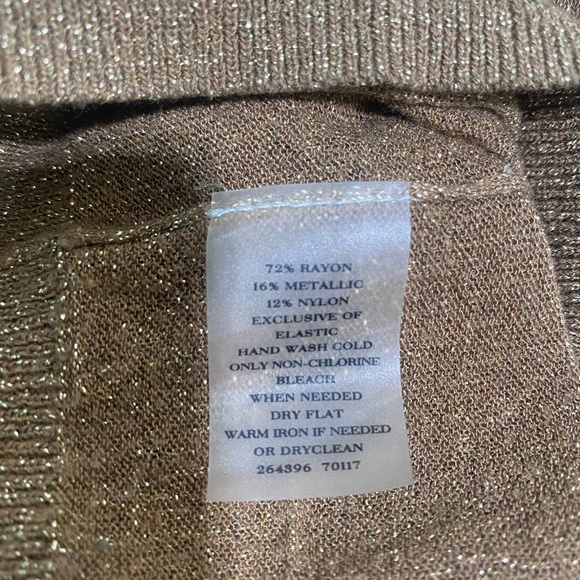 72% RAYON
16% METALLIC
12% NYLON
EXCLUSIVE OF
ELASTIC
HAND WASH COLD
ONLY NON-CHLORINE
BLEACH
WHEN NEEDED
DRY FLAT
WARM IRON IF NEEDED
OR DRYCLEAN
264396 70117